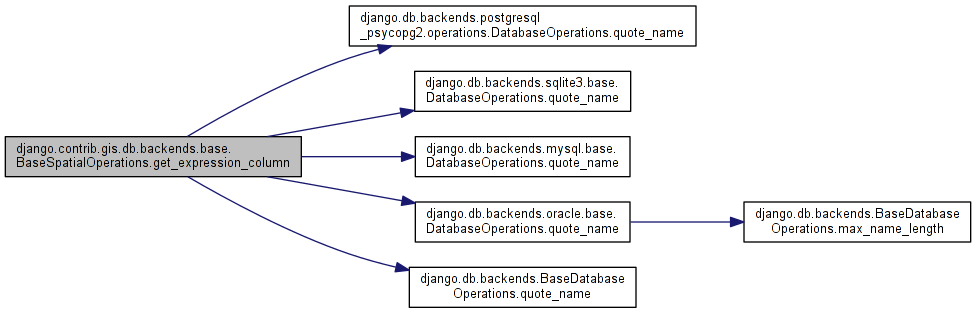 django.db.backends.postgresql
_psycopg2.operations.DatabaseOperations.quote_name
django.db.backends.sqlite3.base.
DatabaseOperations.quote_name
django.contrib.gis.db.backends.base.
BaseSpatialOperations.get_expression_column
django.db.backends.mysql.base.
DatabaseOperations.quote_name
django.db.backends.oracle.base.
DatabaseOperations.quote_name
django.db.backends.BaseDatabase
Operations.max_name_length
django.db.backends.BaseDatabase
Operations.quote_name